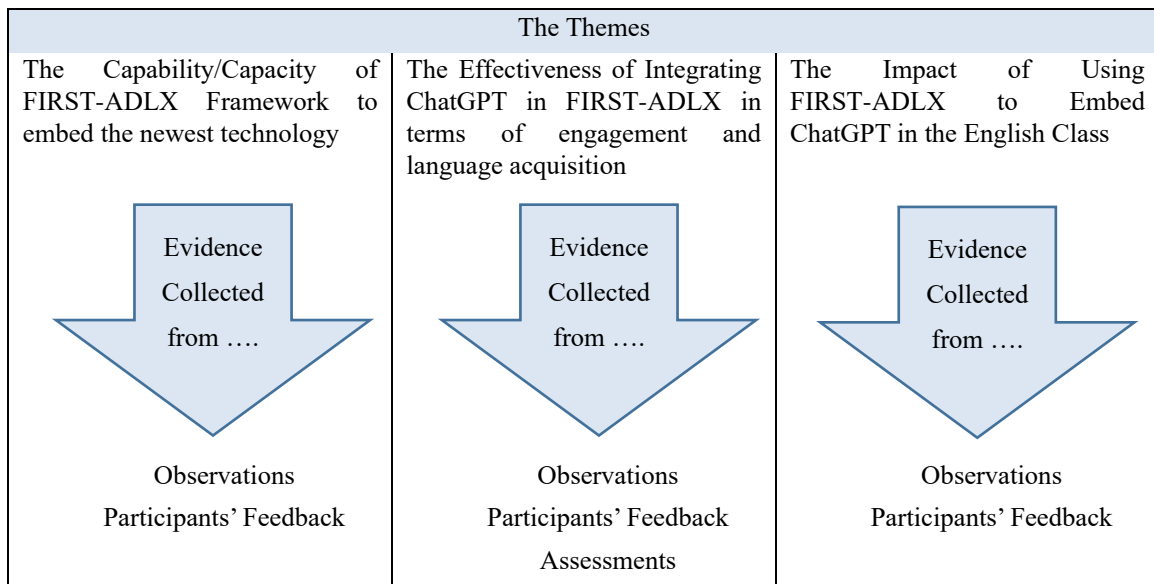 The Themes
The Capability/Capacity of
FIRST-ADLX Framework to
embed the newest technology
Evidence
Collected
from ….
Observations
Participants’ Feedback
The Effectiveness of Integrating
ChatGPT in FIRST-ADLX in
terms of engagement and
language acquisition
Evidence
Collected
from ….
Observations
Participants’ Feedback
Assessments
The Impact of Using
FIRST-ADLX to Embed
ChatGPT in the English Class
Evidence
Collected
from ….
Observations
Participants’ Feedback